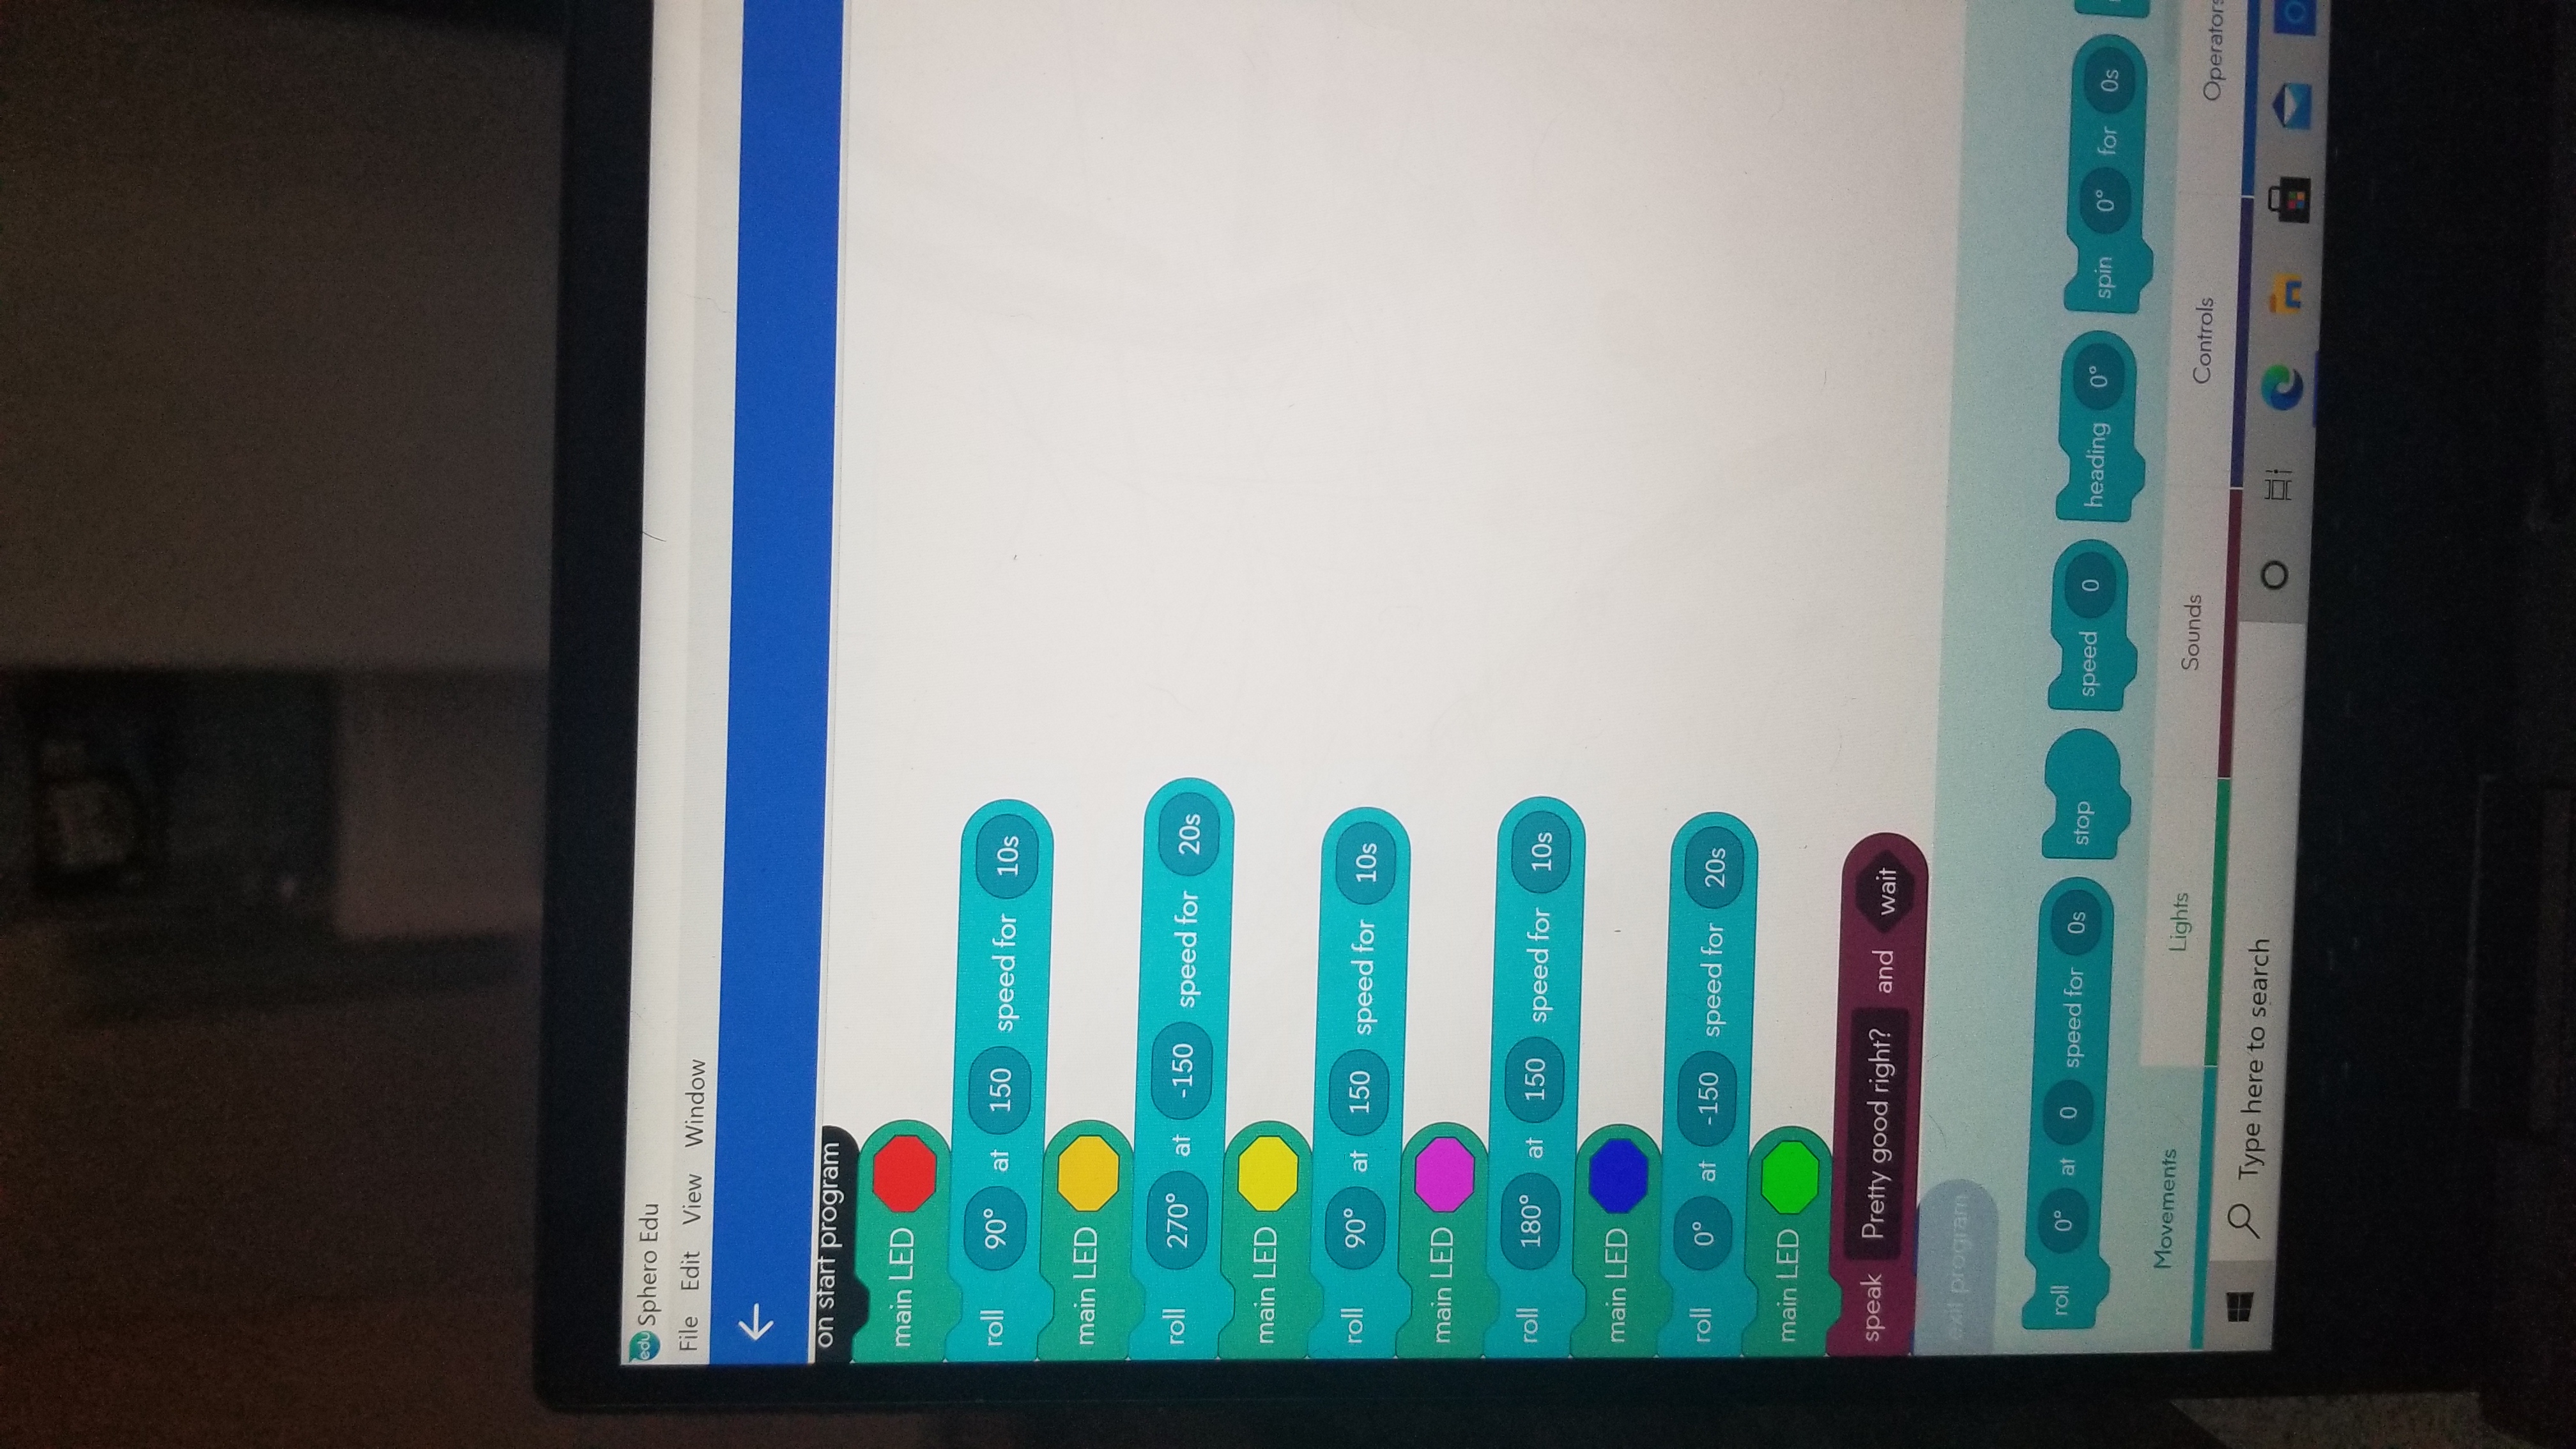 edu Sphero Edu
File Edit View Window
on start program
main LED
roll 90° at 150 speed for 10s
main LED
roll 270° at -150 speed for 20s
main LED
roll 90° at 150 speed for 10s
main LED
roll 180° at 150 speed for 10s
main LED
roll 0° at -150 speed for 20s
main LED
speak Pretty good right? and wait
exit program
roll 0° at 0 speed for 0s stop speed 0 heading 0° spin 0° for 0s
Movements Lights Sounds Controls Operators
Type here to search